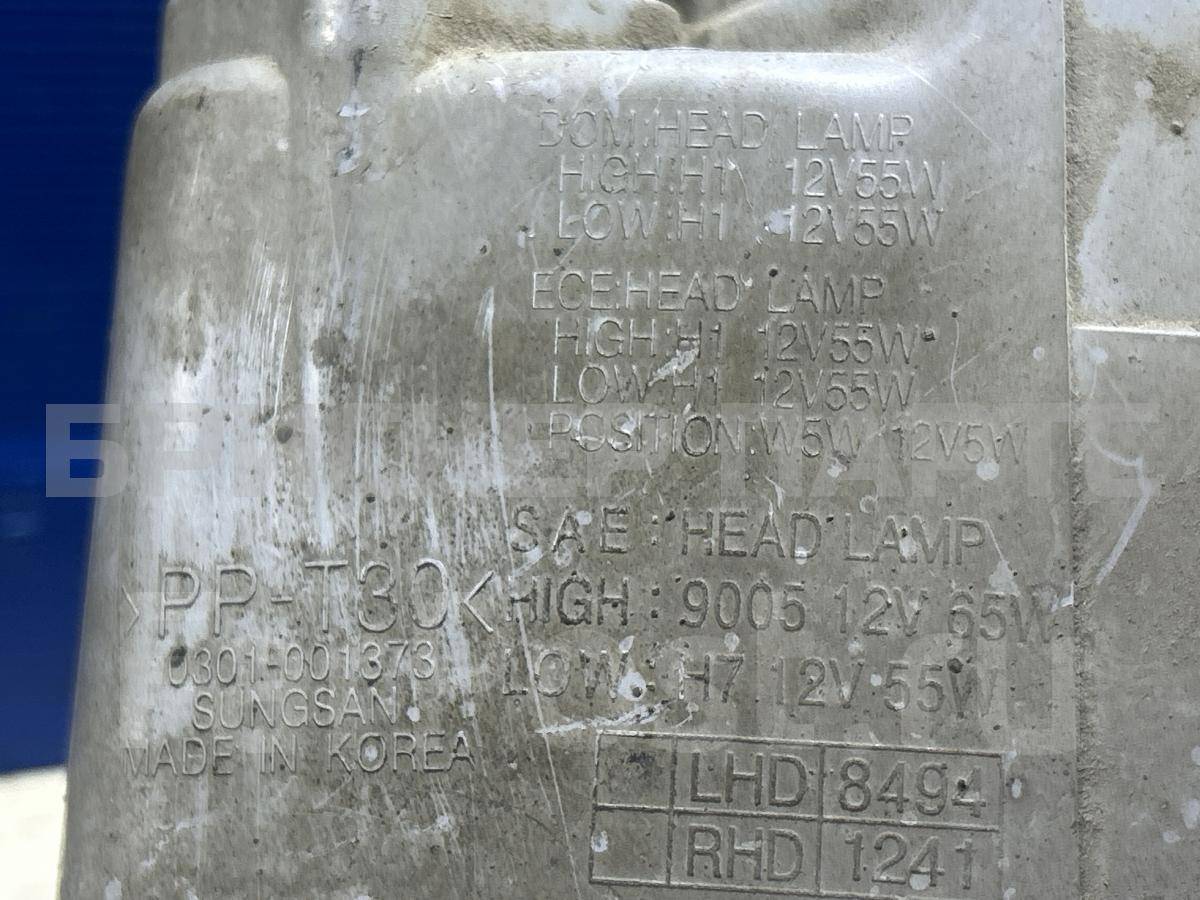 DOM:HEAD LAMP
HIGH:H1 12V55W
LOW:H1 12V55W
ECE:HEAD LAMP
HIGH:H1 12V55W
LOW:H1 12V55W
POSITION:W5W 12V5W
SAE: HEAD LAMP
HIGH: 9005 12V 65W
LOW: H7 12V 55W
>PP-T30<
0301-001373
SUNGSAN
MADE IN KOREA
LHD 8494
RHD 1241